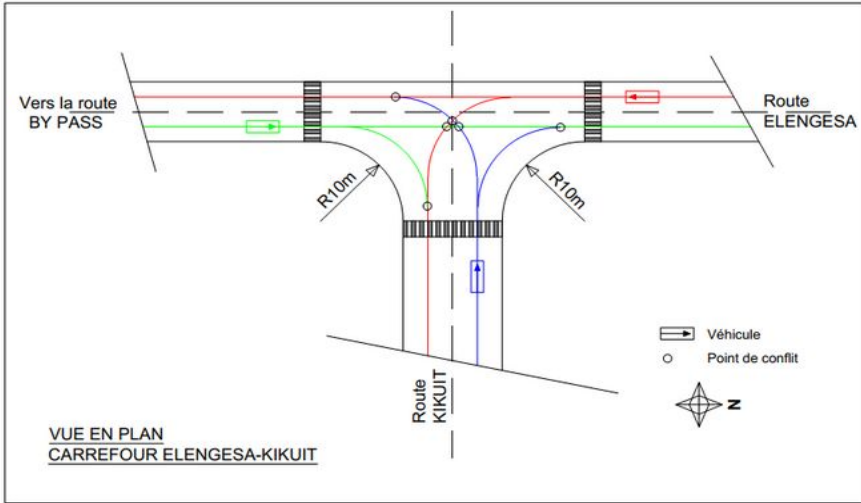 Vers la route
BY PASS
Route
ELENGESA
R10m
R10m
Route
KIKUIT
Véhicule
Point de conflit
N
VUE EN PLAN
CARREFOUR ELENGESA-KIKUIT